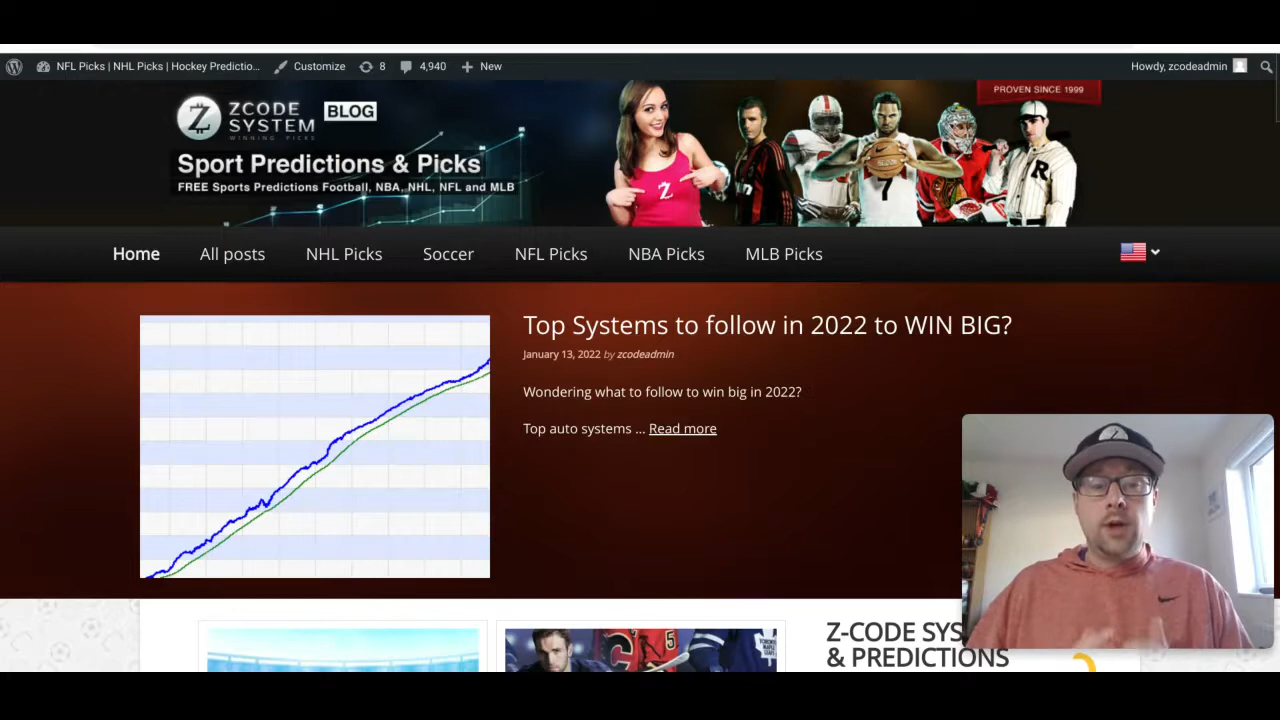 NFL Picks | NHL Picks | Hockey Predictio...
Customize
8
4,940
New
Howdy, zcodeadmin
PROVEN SINCE 1999
Z
ZCODE
SYSTEM
WINNING PICKS
BLOG
Sport Predictions & Picks
FREE Sports Predictions Football, NBA, NHL, NFL and MLB
Z
7
R
Home
All posts
NHL Picks
Soccer
NFL Picks
NBA Picks
MLB Picks
Top Systems to follow in 2022 to WIN BIG?
January 13, 2022 by zcodeadmin
Wondering what to follow to win big in 2022?
Top auto systems ... Read more
Z-CODE SYS
& PREDICTIONS